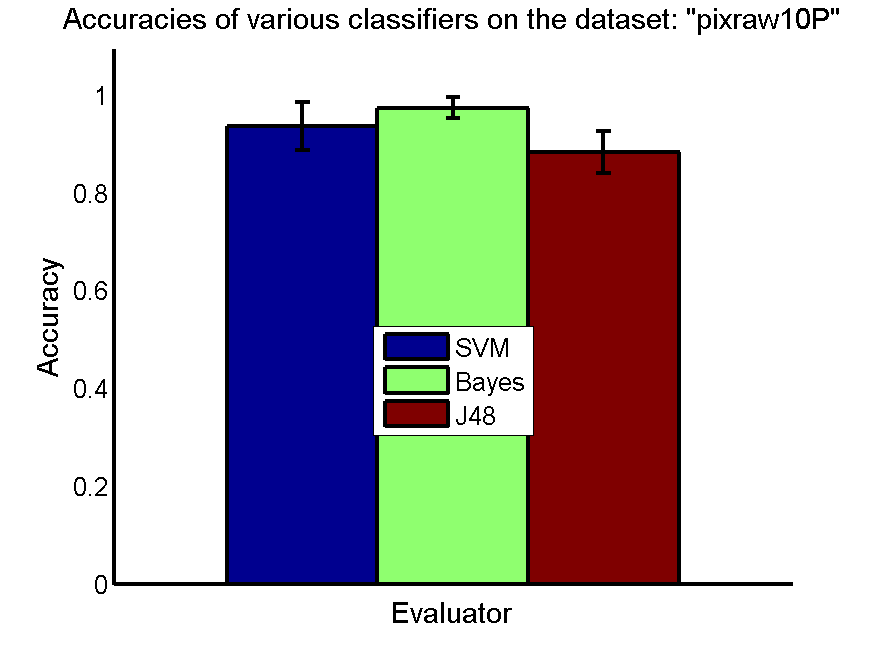 Accuracies of various classifiers on the dataset: "pixraw10P"
1
0.8
0.6
0.4
0.2
0
Accuracy
SVM
Bayes
J48
Evaluator